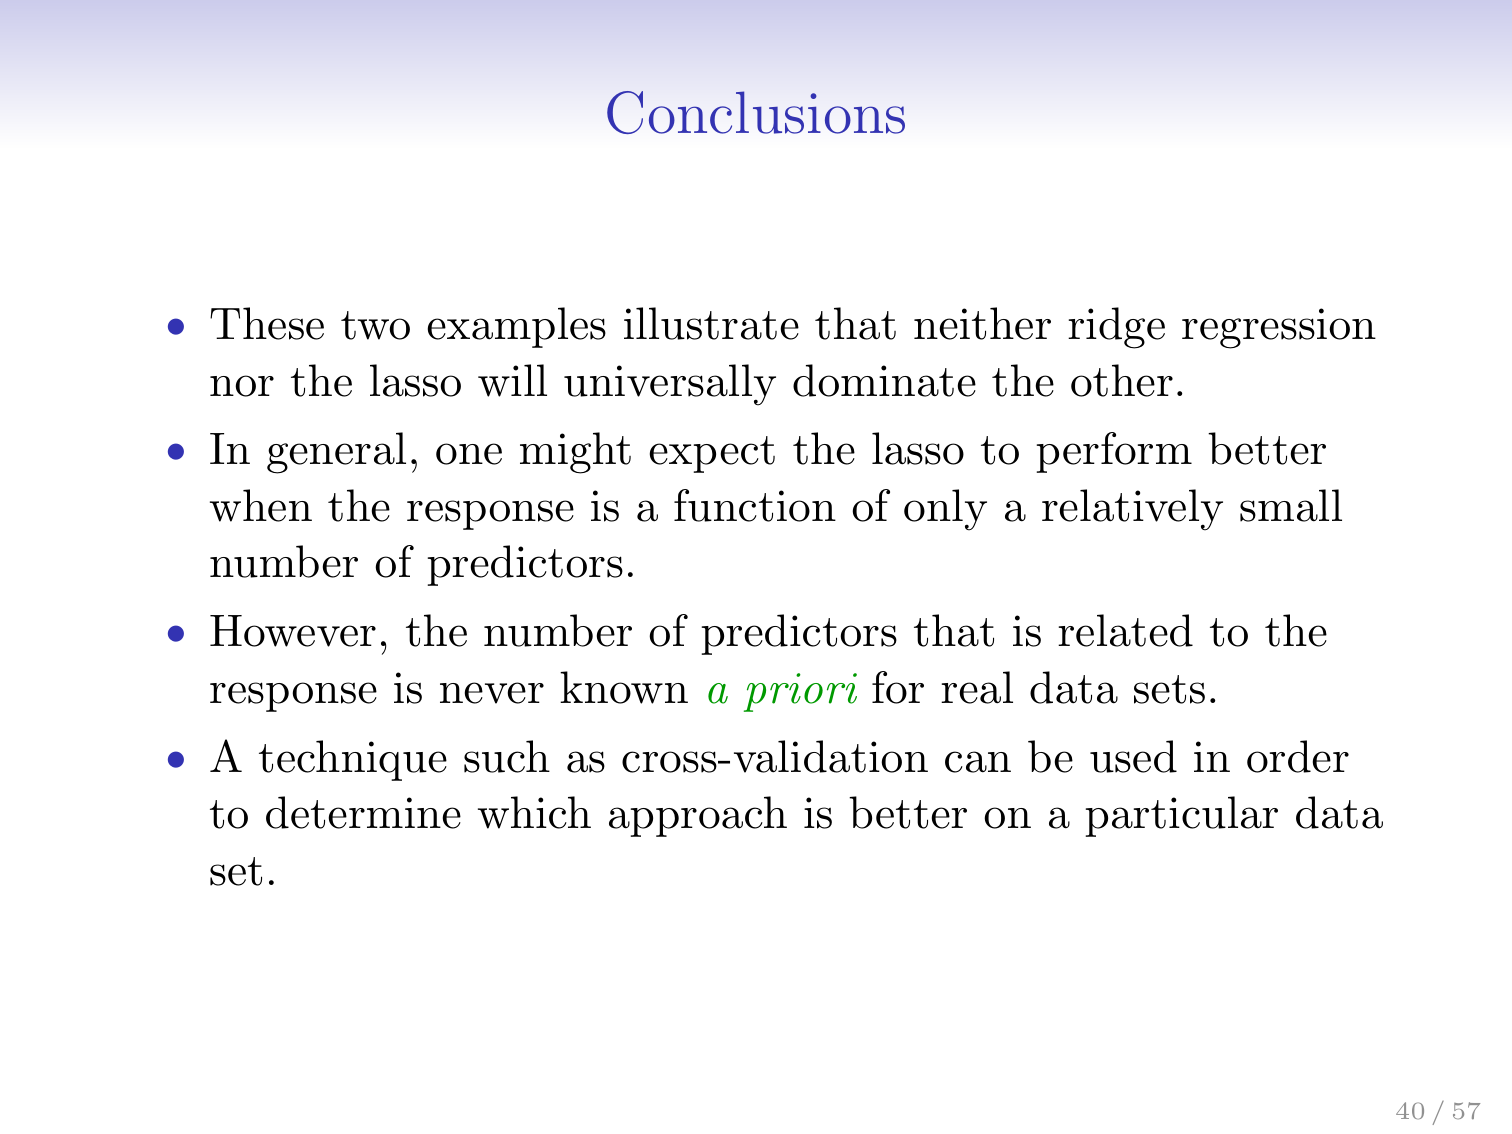 Conclusions
• These two examples illustrate that neither ridge regression
nor the lasso will universally dominate the other.
• In general, one might expect the lasso to perform better
when the response is a function of only a relatively small
number of predictors.
• However, the number of predictors that is related to the
response is never known a priori for real data sets.
• A technique such as cross-validation can be used in order
to determine which approach is better on a particular data
set.
40 / 57